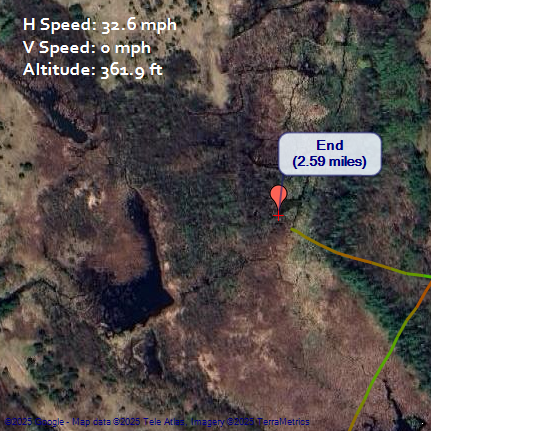 H Speed: 32.6 mph
V Speed: 0 mph
Altitude: 361.9 ft
End
(2.59 miles)
©2025 Google - Map data ©2025 Tele Atlas, Imagery ©2025 TerraMetrics